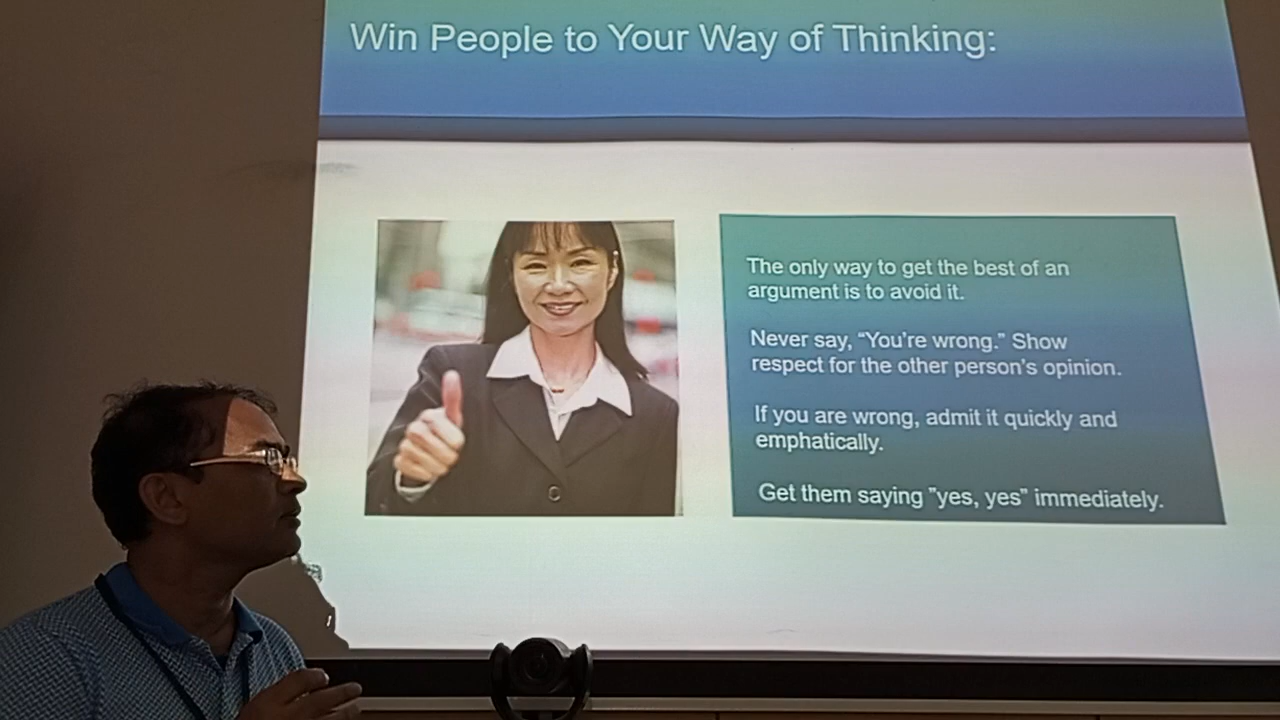 Win People to Your Way of Thinking:
The only way to get the best of an
argument is to avoid it.
Never say, “You’re wrong.” Show
respect for the other person’s opinion.
If you are wrong, admit it quickly and
emphatically.
Get them saying ”yes, yes” immediately.